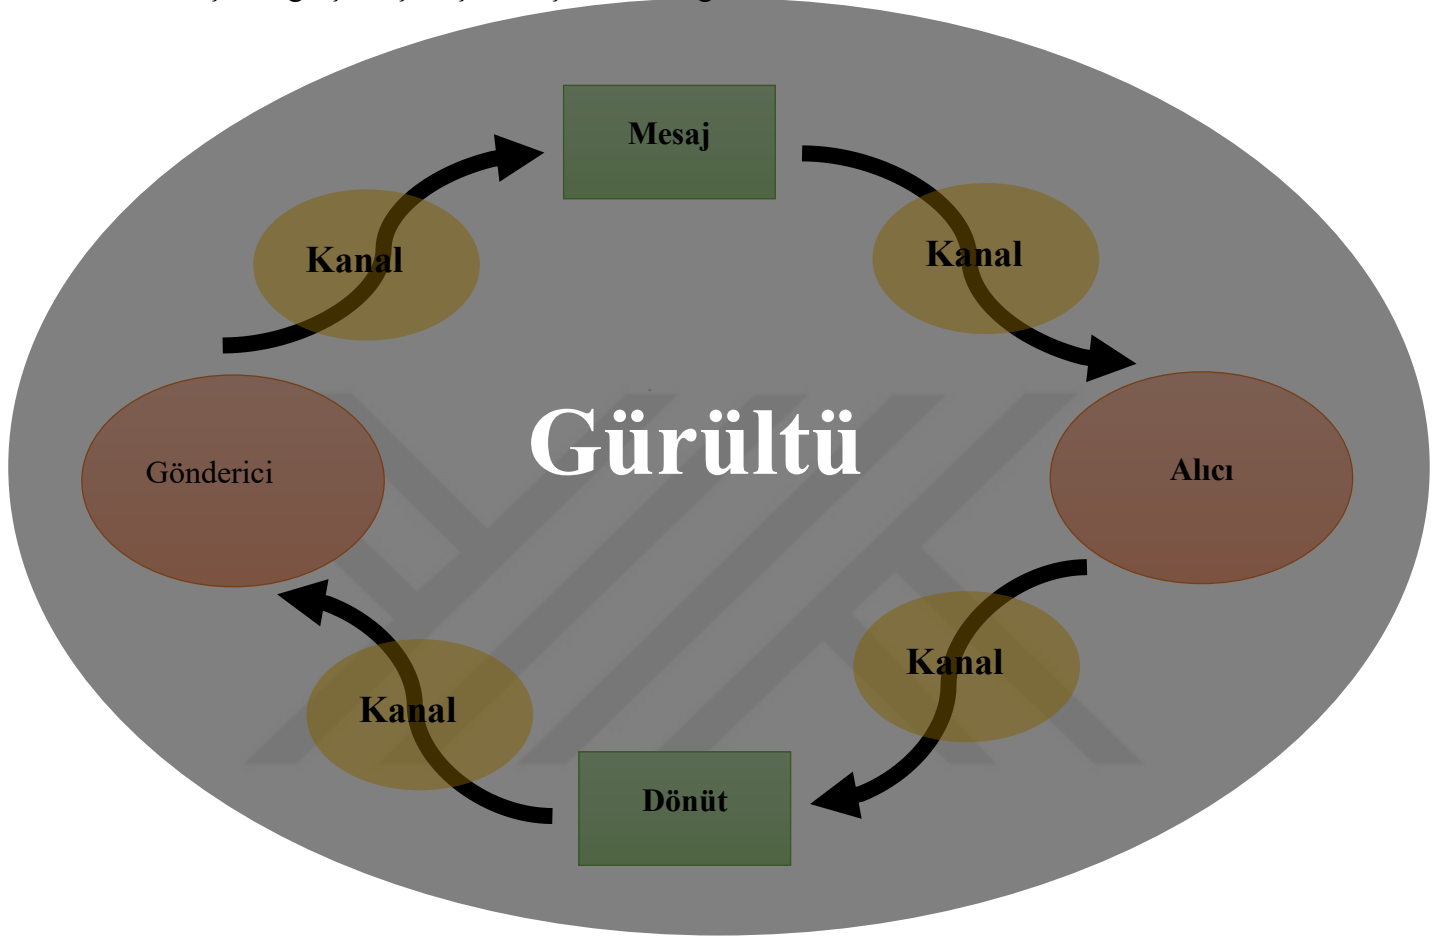 Mesaj
Kanal
Kanal
Gürültü
Gönderici
Alıcı
Kanal
Kanal
Dönüt